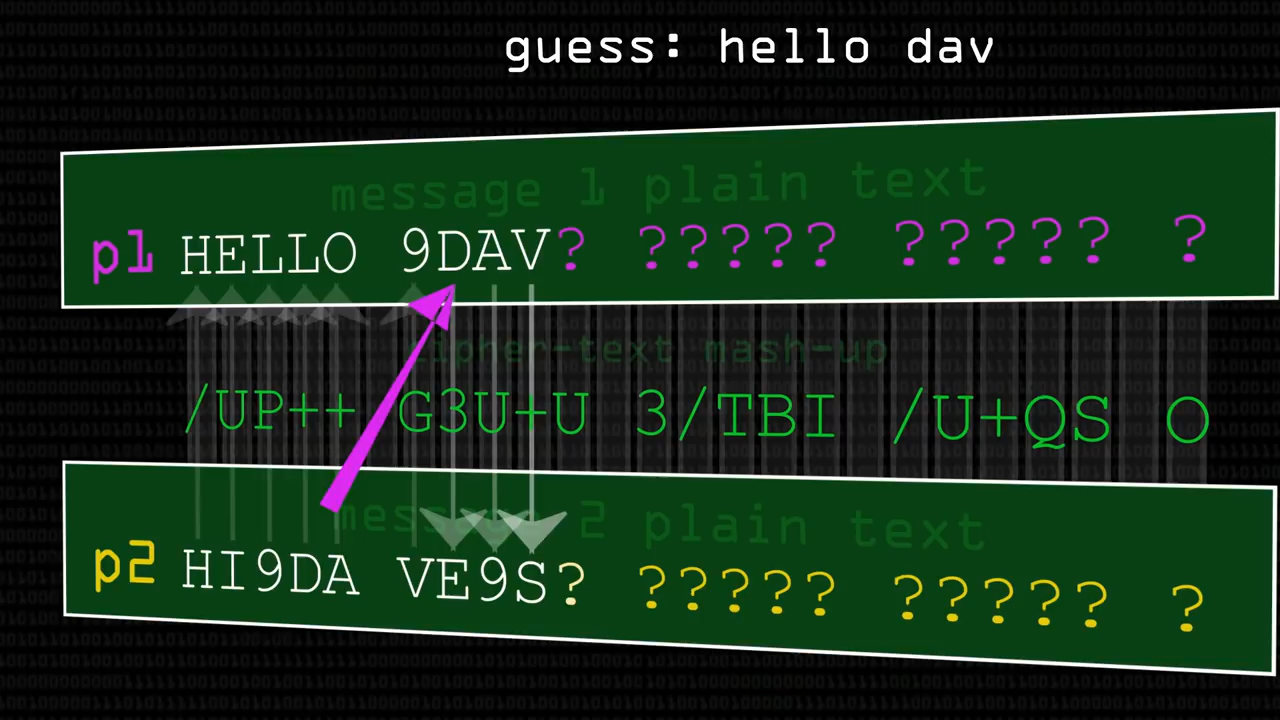 guess: hello dav
message 1 plain text
p1 HELLO 9DAV? ????? ????? ?
cipher-text mash-up
/UP++ G3U+U 3/TBI /U+QS O
message 2 plain text
p2 HI9DA VE9S? ????? ????? ?